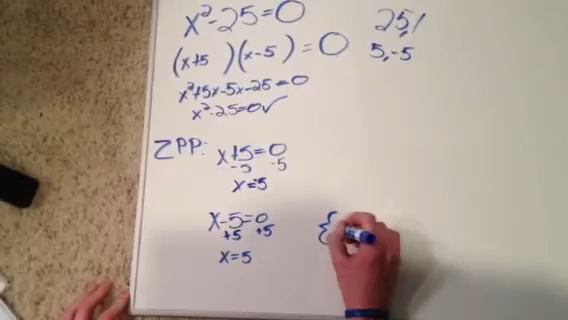 x²-25=0
25,1
(x+5)(x-5)=0
5,-5
x²+5x-5x-25=0
x²-25=0✓
ZPP: x+5=0
-5 -5
x=-5
x-5=0 {
+5 +5
x=5